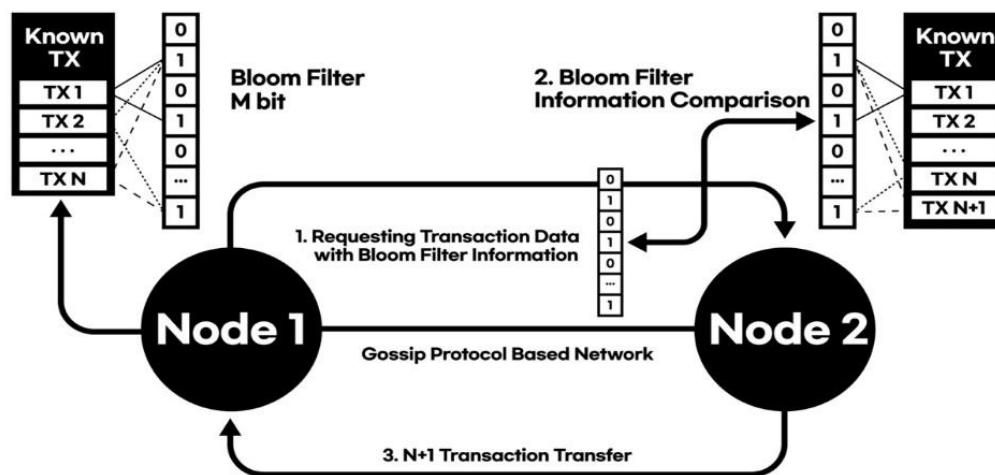 Known
TX
TX 1
TX 2
...
TX N
0
1
0
1
0
...
1
Bloom Filter
M bit
2. Bloom Filter
Information Comparison
0
1
0
1
0
...
1
Known
TX
TX 1
TX 2
...
TX N
TX N+1
1. Requesting Transaction Data
with Bloom Filter Information
0
1
0
1
0
...
1
Node 1
Node 2
Gossip Protocol Based Network
3. N+1 Transaction Transfer